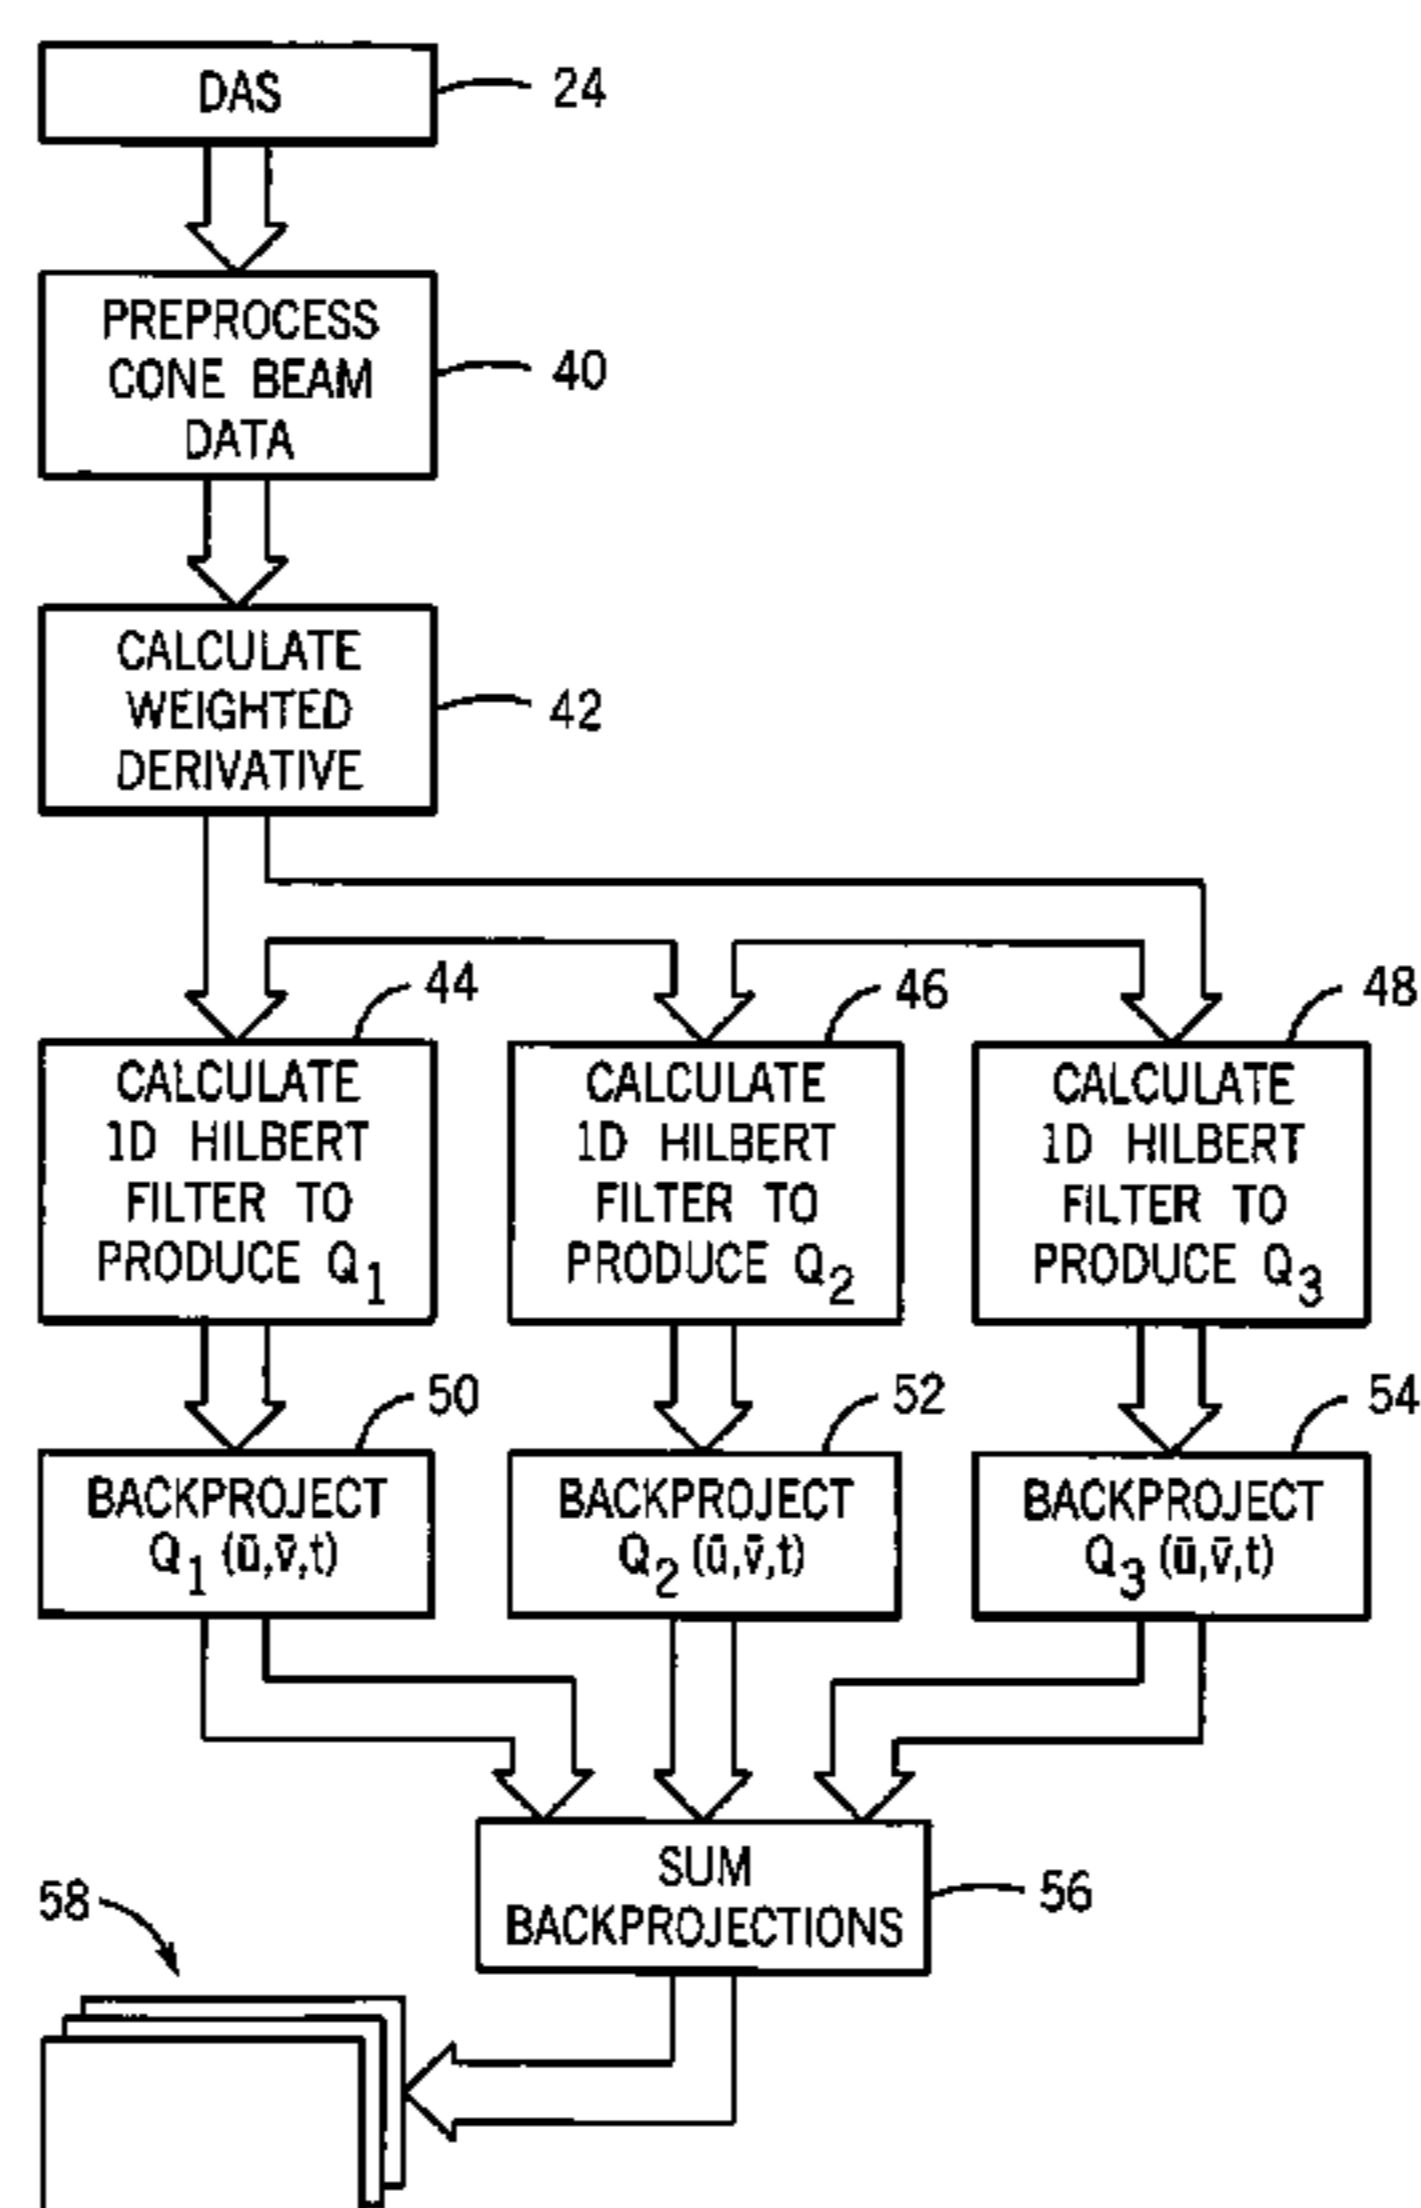 DAS
24
PREPROCESS
CONE BEAM
DATA
40
CALCULATE
WEIGHTED
DERIVATIVE
42
44
46
48
CALCULATE
1D HILBERT
FILTER TO
PRODUCE Q1
CALCULATE
1D HILBERT
FILTER TO
PRODUCE Q2
CALCULATE
1D HILBERT
FILTER TO
PRODUCE Q3
50
52
54
BACKPROJECT
Q1 (ū,v̄,t)
BACKPROJECT
Q2 (ū,v̄,t)
BACKPROJECT
Q3 (ū,v̄,t)
SUM
BACKPROJECTIONS
56
58